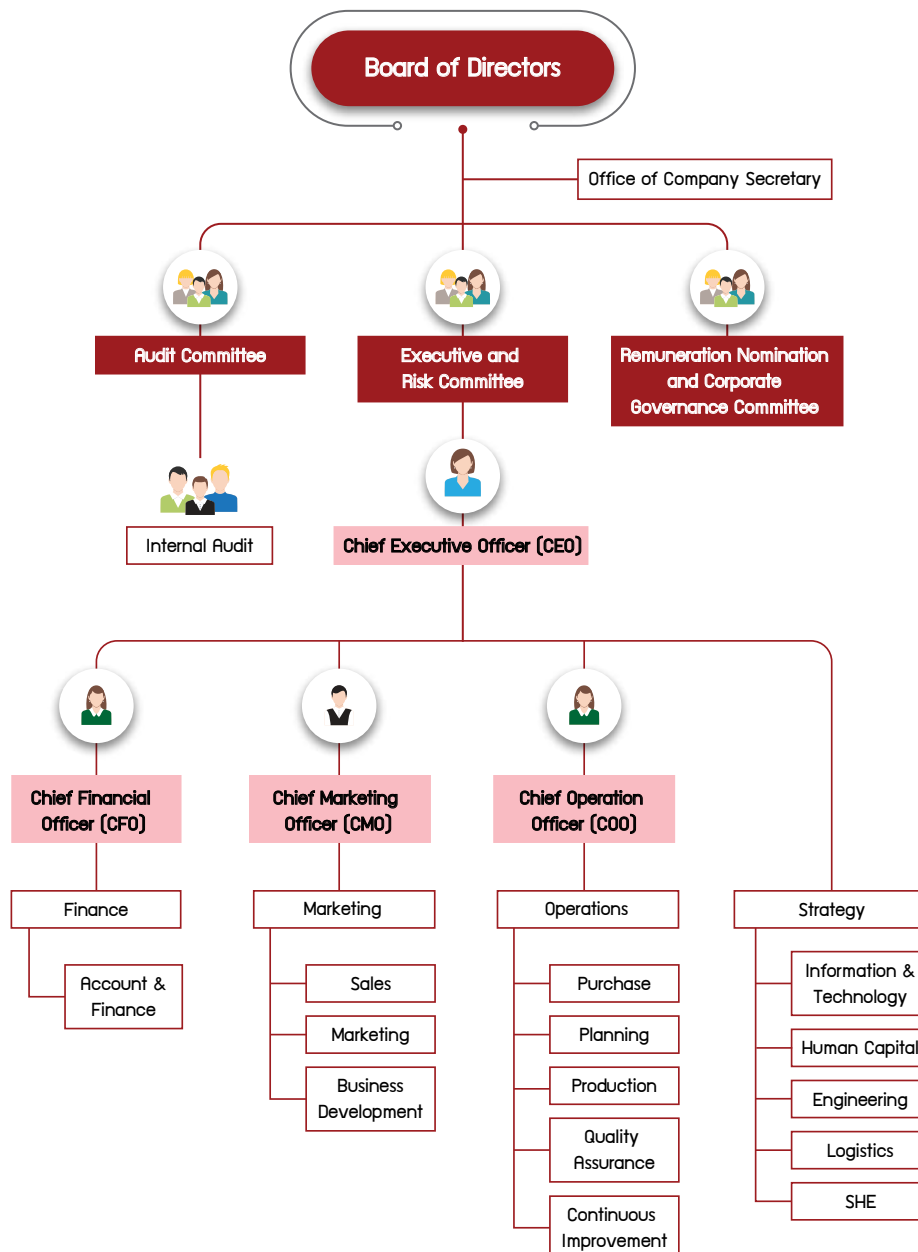 Board of Directors
Office of Company Secretary
Audit Committee
Executive and
Risk Committee
Remuneration Nomination
and Corporate
Governance Committee
Internal Audit
Chief Executive Officer (CEO)
Chief Financial
Officer (CFO)
Chief Marketing
Officer (CMO)
Chief Operation
Officer (COO)
Finance
Marketing
Operations
Strategy
Account &
Finance
Sales
Marketing
Business
Development
Purchase
Planning
Production
Quality
Assurance
Continuous
Improvement
Information &
Technology
Human Capital
Engineering
Logistics
SHE